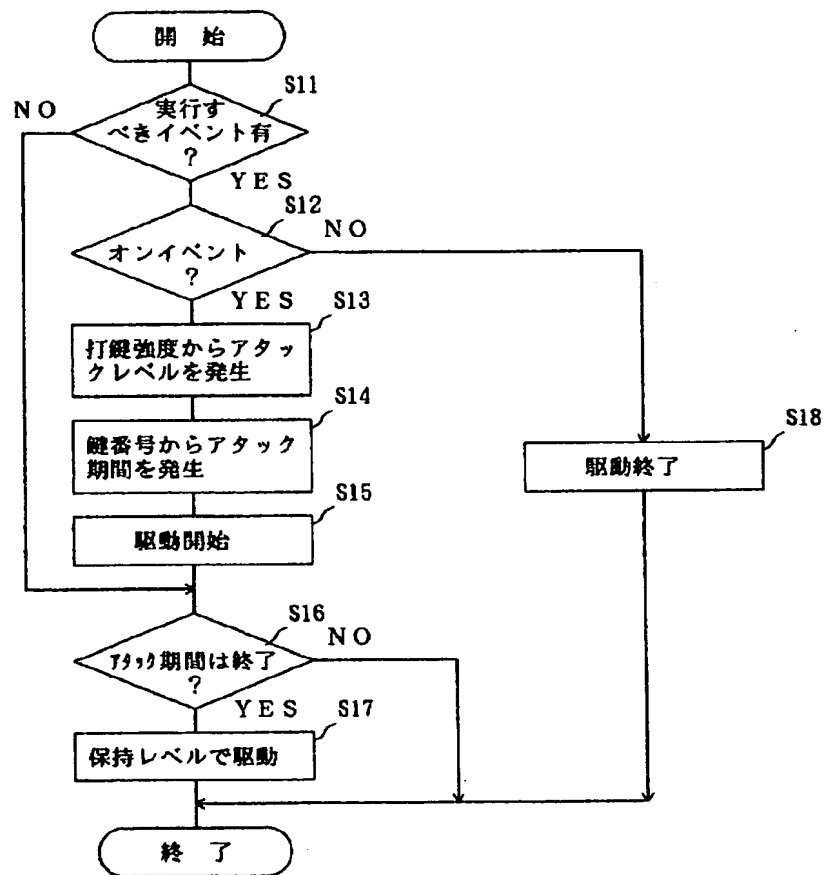 開 始
S11
NO
実行す
べきイベント有
?
YES
S12
NO
オンイベント
?
YES
S13
打鍵強度からアタッ
クレベルを発生
S14
鍵番号からアタック
期間を発生
S18
駆動終了
S15
駆動開始
S16
NO
アタック期間は終了
?
YES
S17
保持レベルで駆動
終 了